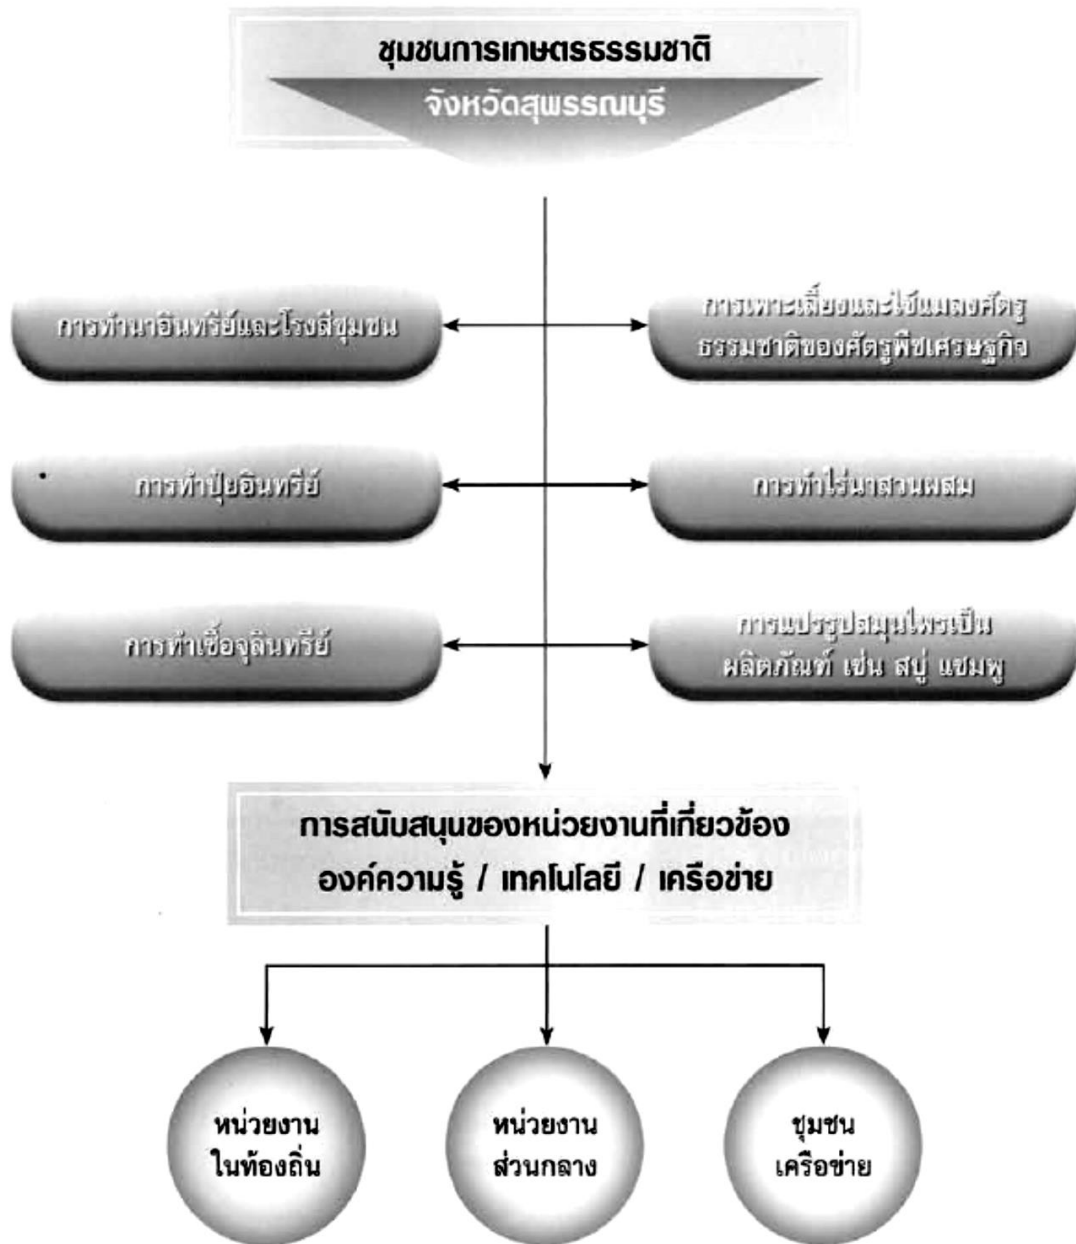 ชุมชนการเกษตรธรรมชาติ
จังหวัดสุพรรณบุรี
การทำนาอินทรีย์และโรงสีชุมชน
การเพาะเลี้ยงและใช้แมลงศัตรู
ธรรมชาติของศัตรูพืชเศรษฐกิจ
การทำปุ๋ยอินทรีย์
การทำไร่นาสวนผสม
การทำเชื้อจุลินทรีย์
การแปรรูปสมุนไพรเป็น
ผลิตภัณฑ์ เช่น สบู่ แชมพู
การสนับสนุนของหน่วยงานที่เกี่ยวข้อง
องค์ความรู้ / เทคโนโลยี / เครือข่าย
หน่วยงาน
ในท้องถิ่น
หน่วยงาน
ส่วนกลาง
ชุมชน
เครือข่าย